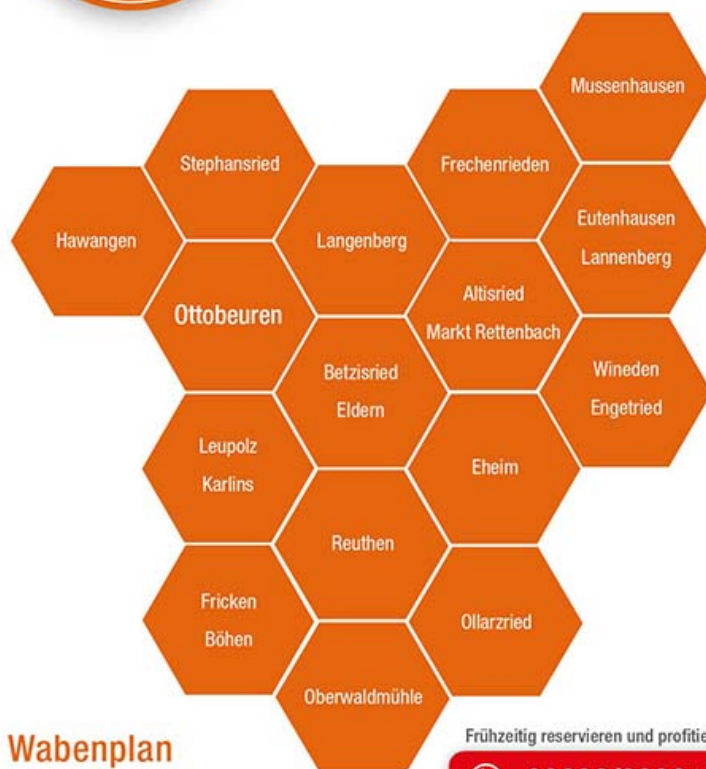 Mussenhausen
Stephansried
Frechenrieden
Hawangen
Langenberg
Eutenhausen
Lannenberg
Ottobeuren
Altisried
Markt Rettenbach
Betzisried
Eldern
Wineden
Engetried
Leupolz
Karlins
Eheim
Reuthen
Fricken
Böhen
Ollarzried
Oberwaldmühle
Wabenplan
Frühzeitig reservieren und